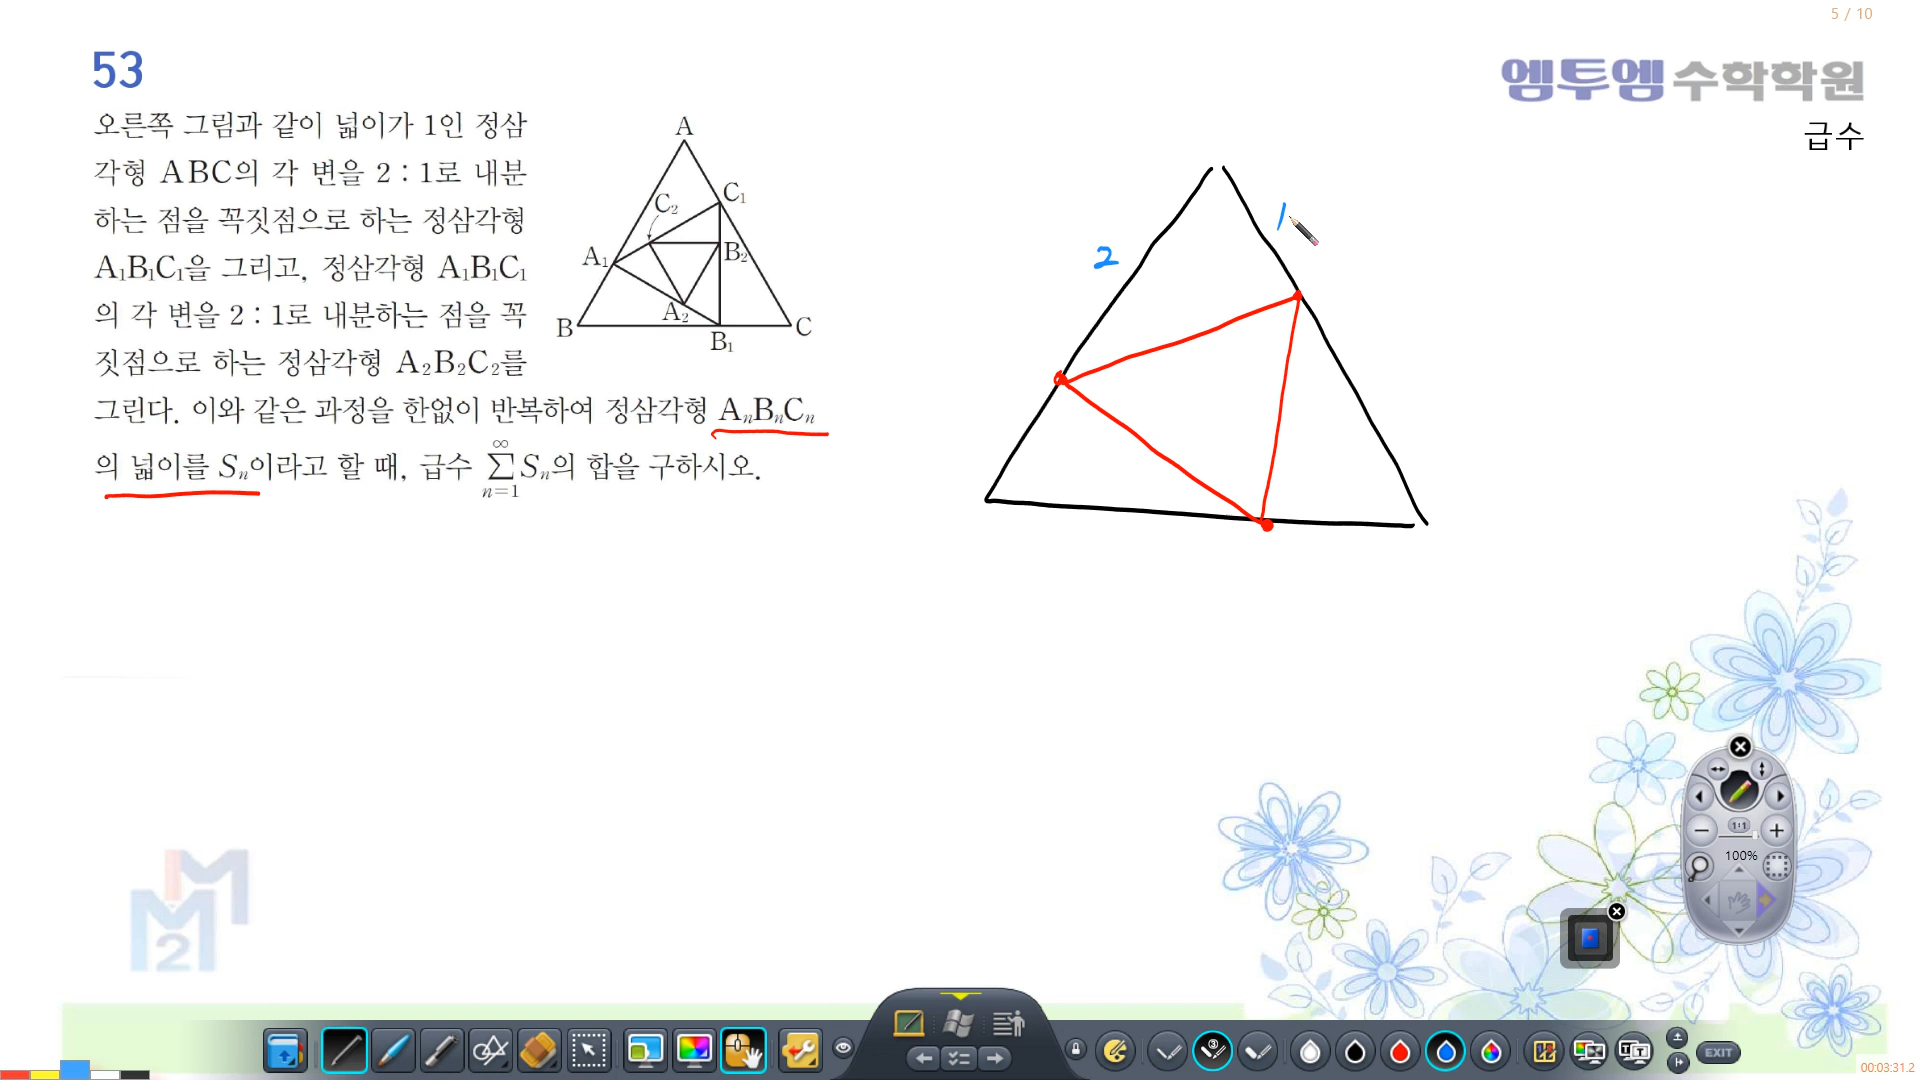 5 / 10
53
엠투엠수학학원
급수
오른쪽 그림과 같이 넓이가 1인 정삼
각형 ABC의 각 변을 2 : 1로 내분
하는 점을 꼭짓점으로 하는 정삼각형
A₁B₁C₁을 그리고, 정삼각형 A₁B₁C₁
의 각 변을 2 : 1로 내분하는 점을 꼭
짓점으로 하는 정삼각형 A₂B₂C₂를
그린다. 이와 같은 과정을 한없이 반복하여 정삼각형 AₙBₙCₙ
의 넓이를 Sₙ이라고 할 때, 급수 ∞ Σ n=1 Sₙ의 합을 구하시오.
A
C₁
C₂
A₁
B₂
A₂
B
C
B₁
2
1
M
M
2
1:1
100%
EXIT
00:03:31.2